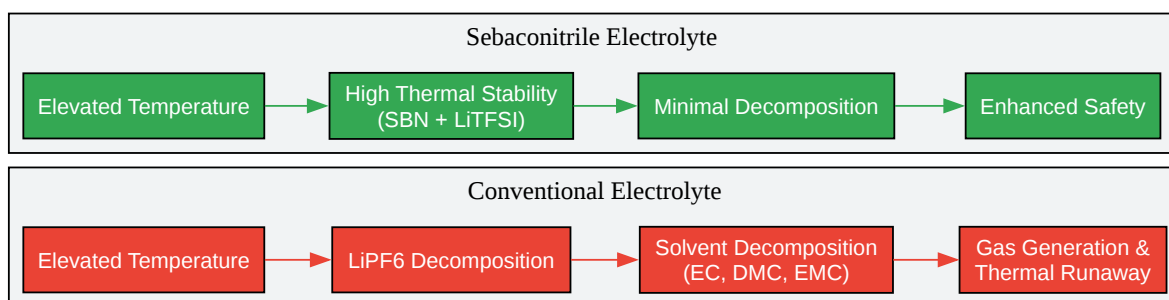 Sebaconitrile Electrolyte
Elevated Temperature
High Thermal Stability
(SBN + LiTFSI)
Minimal Decomposition
Enhanced Safety
Conventional Electrolyte
Elevated Temperature
LiPF6 Decomposition
Solvent Decomposition
(EC, DMC, EMC)
Gas Generation &
Thermal Runaway